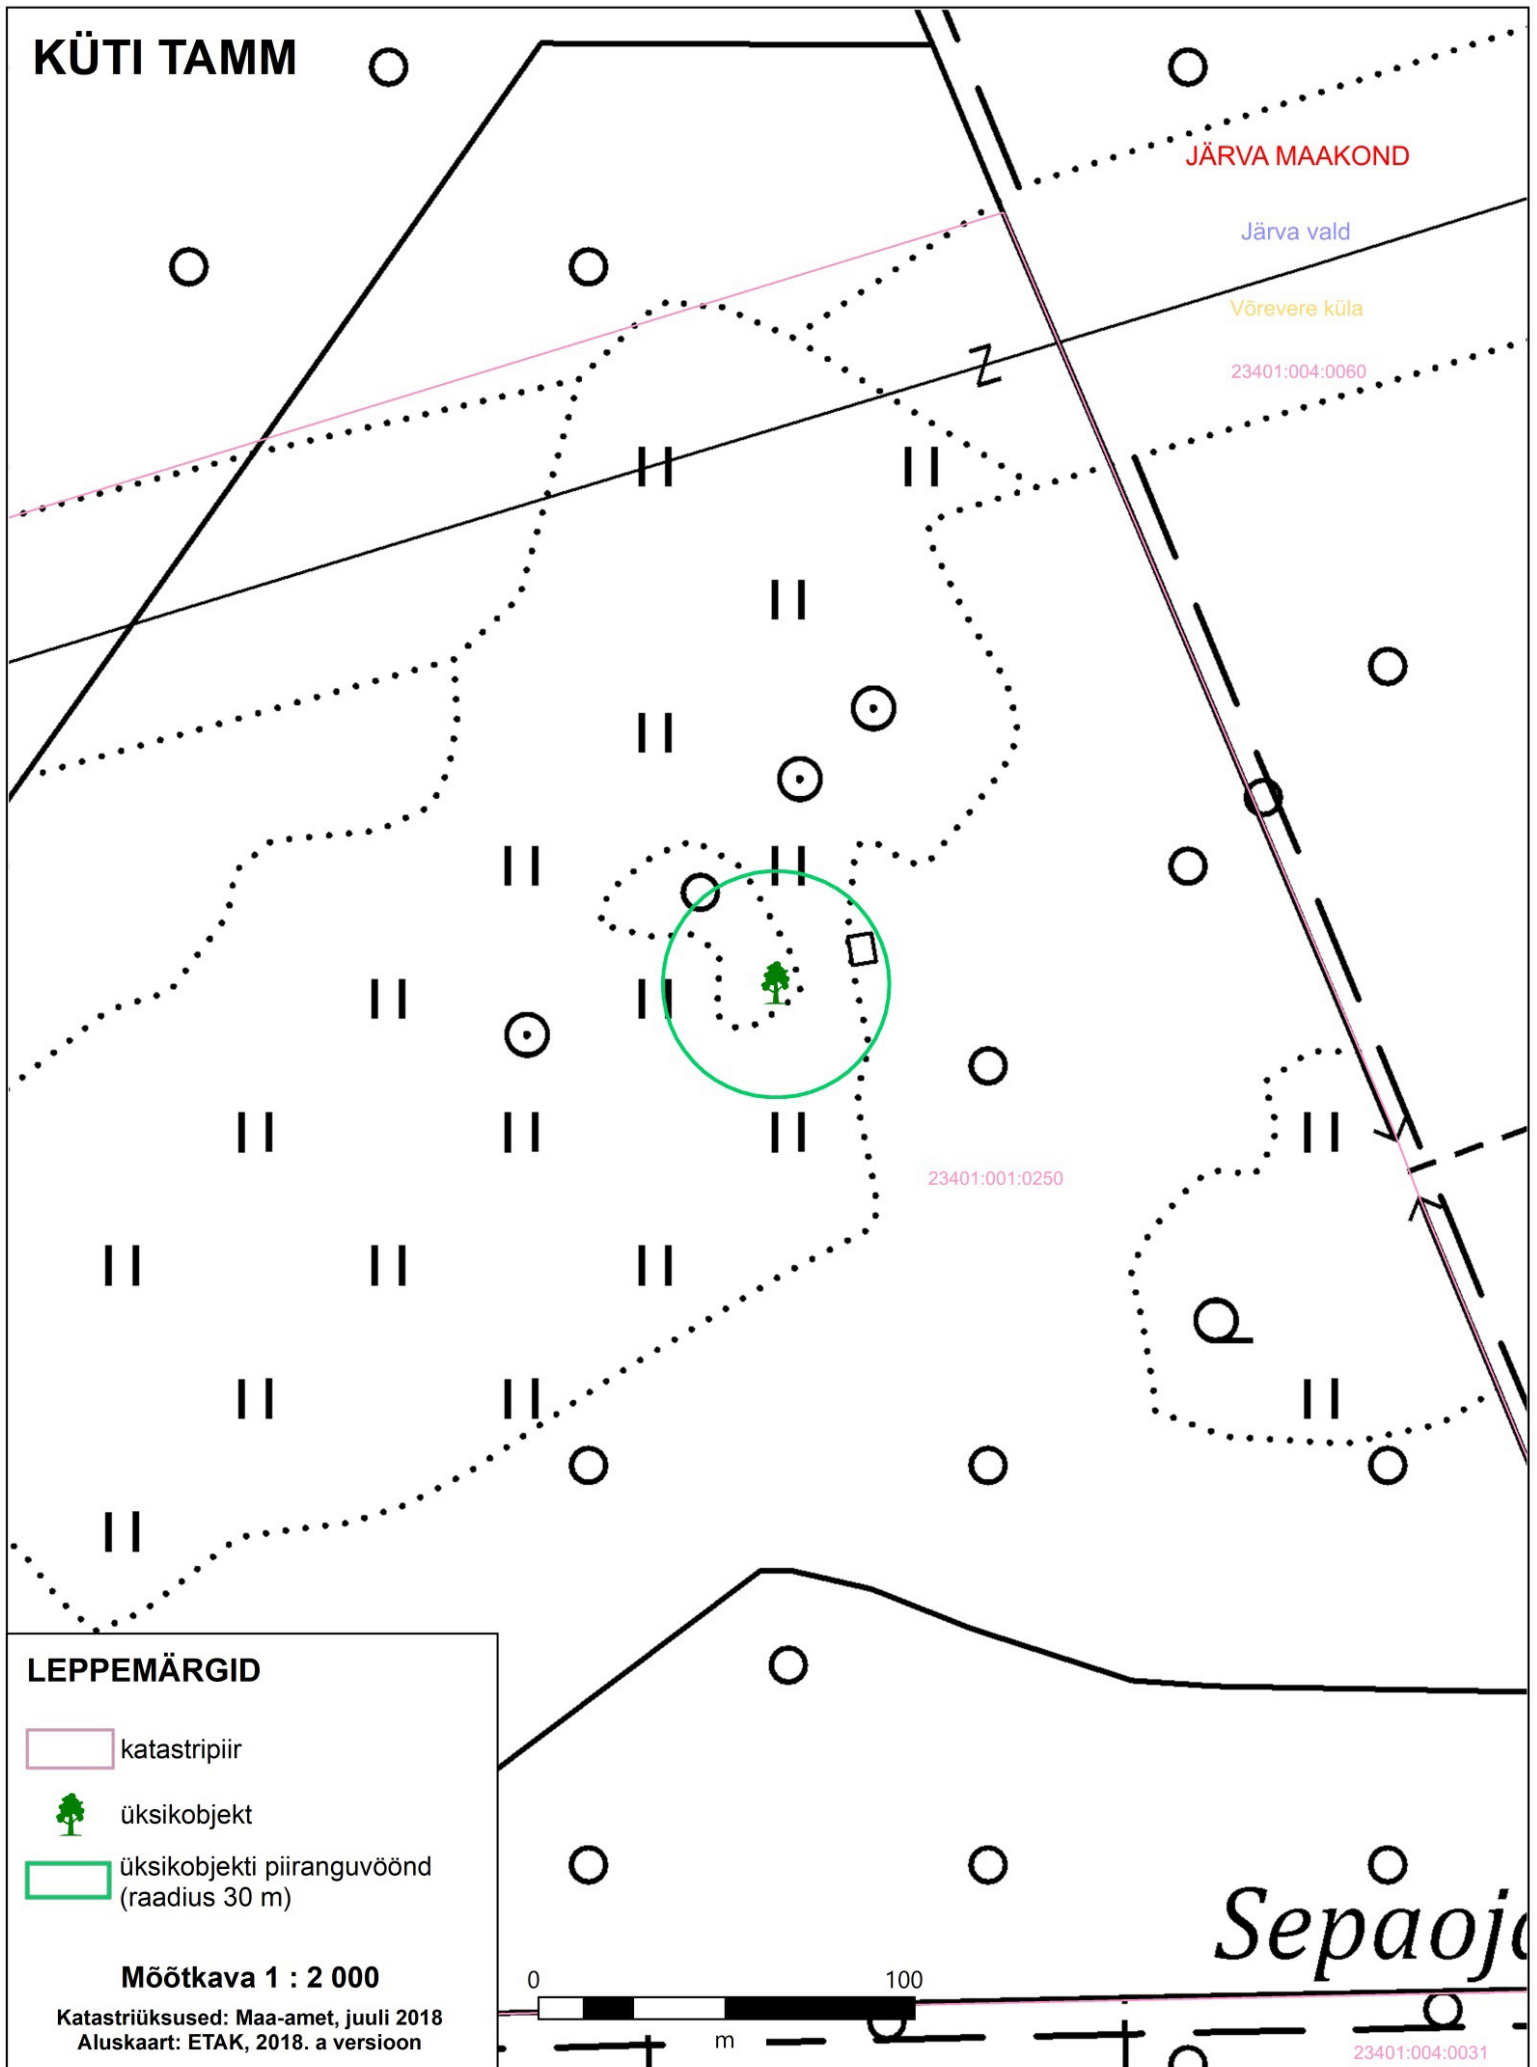 KÜTI TAMM
JÄRVA MAAKOND
Järva vald
Võrevere küla
23401:004:0060
23401:001:0250
LEPPEMÄRGID
katastripiir
üksikobjekt
üksikobjekti piiranguvöönd
(raadius 30 m)
Mõõtkava 1 : 2 000
Katastriüksused: Maa-amet, juuli 2018
Aluskaart: ETAK, 2018. a versioon
0 100
m
Sepaoja
23401:004:0031